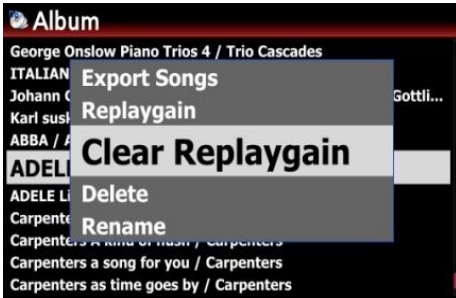 Album
George Onslow Piano Trios 4 / Trio Cascades
ITALIAN
Export Songs
Johann
Gottli...
Replaygain
Karl
ABBA /
Clear Replaygain
ADEL
ADELE
Delete
Carpente
Rename
Carpenters A kind of hush / Carpenters
Carpenters a song for you / Carpenters
Carpenters as time goes by / Carpenters